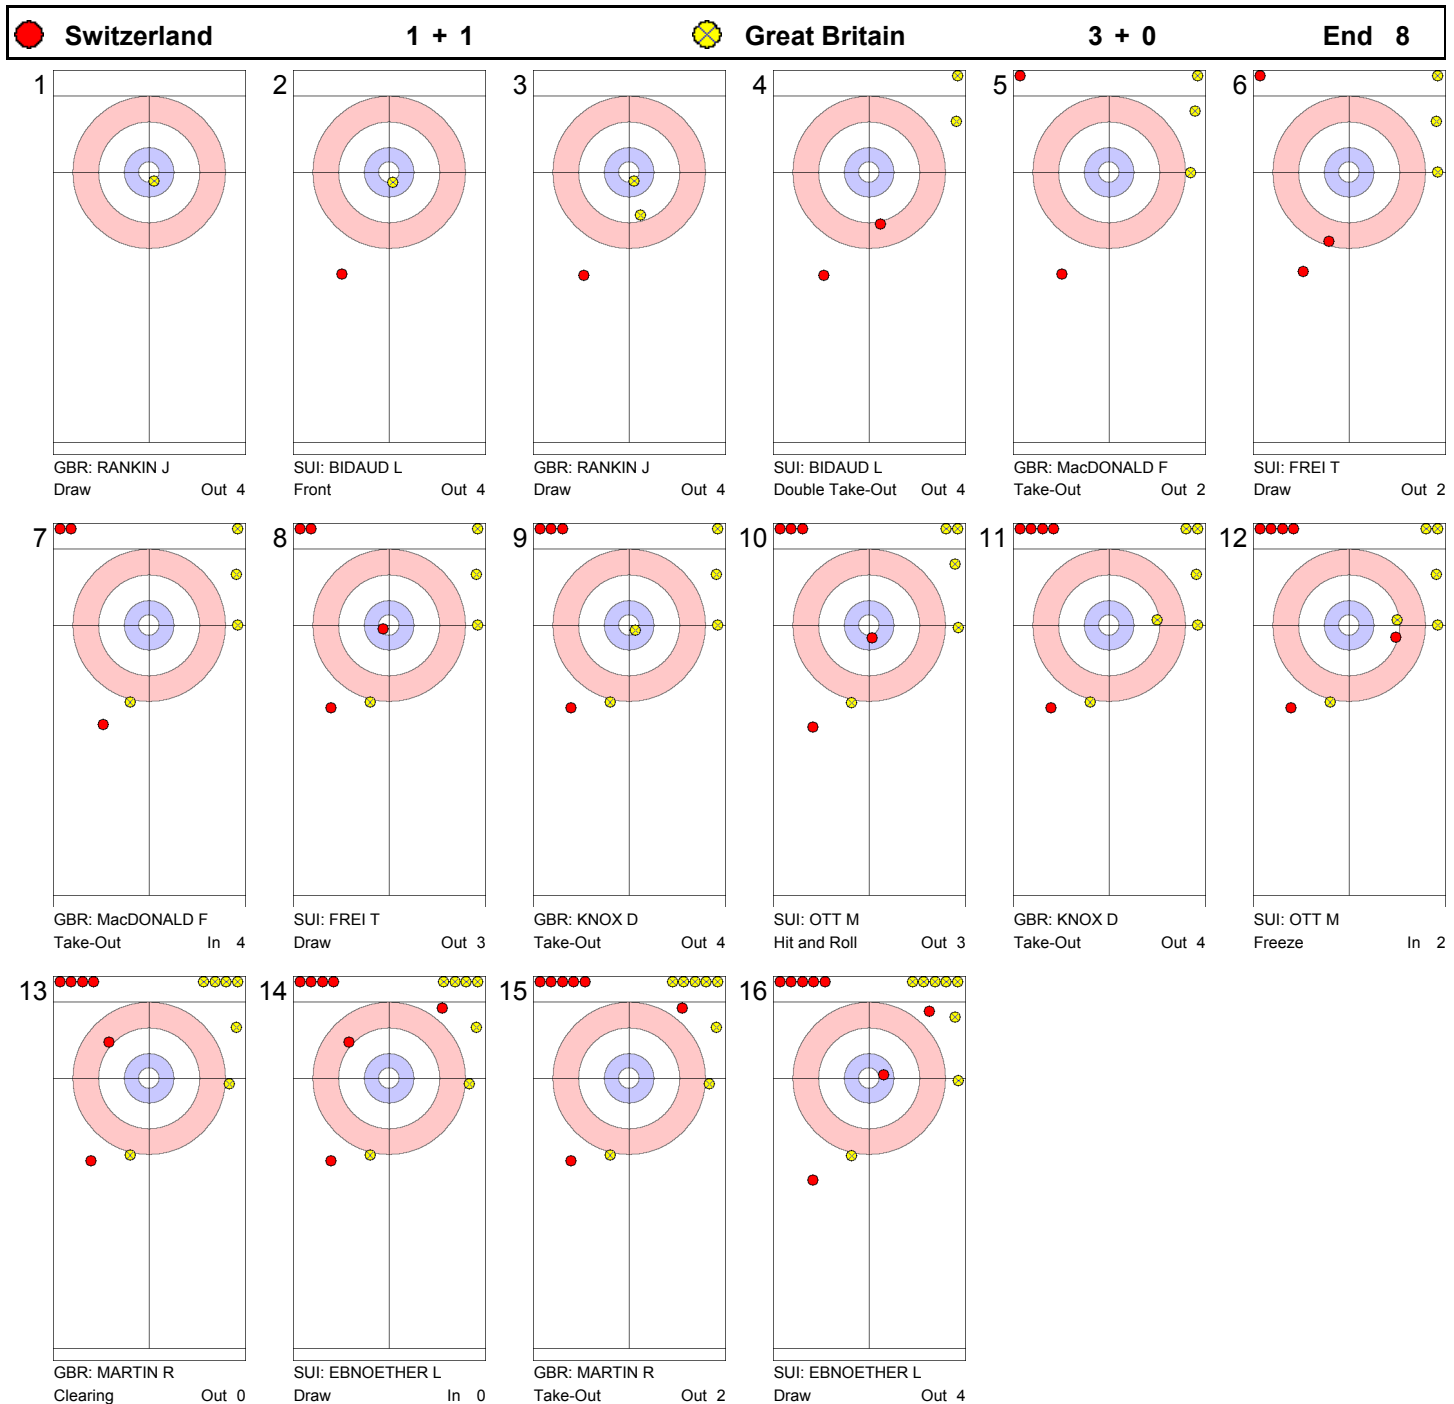 Switzerland 1 + 1 Great Britain 3 + 0 End 8
1 2 3 4 5 6
GBR: RANKIN J SUI: BIDAUD L GBR: RANKIN J SUI: BIDAUD L GBR: MacDONALD F SUI: FREI T
Draw Out 4 Front Out 4 Draw Out 4 Double Take-Out Out 4 Take-Out Out 2 Draw Out 2
7 8 9 10 11 12
GBR: MacDONALD F SUI: FREI T GBR: KNOX D SUI: OTT M GBR: KNOX D SUI: OTT M
Take-Out In 4 Draw Out 3 Take-Out Out 4 Hit and Roll Out 3 Take-Out Out 4 Freeze In 2
13 14 15 16
GBR: MARTIN R SUI: EBNOETHER L GBR: MARTIN R SUI: EBNOETHER L
Clearing Out 0 Draw In 0 Take-Out Out 2 Draw Out 4